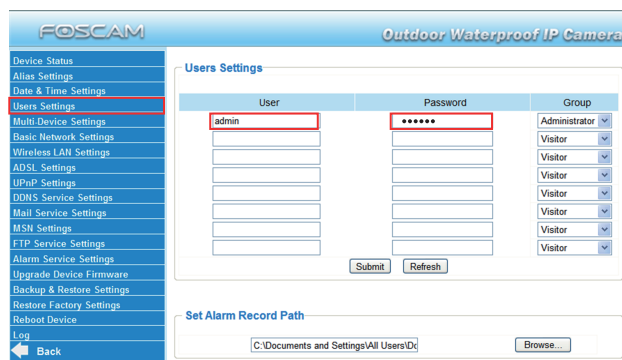 FOSCAM
Outdoor Waterproof IP Camera
Device Status
Alias Settings
Date & Time Settings
Users Settings
Multi-Device Settings
Basic Network Settings
Wireless LAN Settings
ADSL Settings
UPnP Settings
DDNS Service Settings
Mail Service Settings
MSN Settings
FTP Service Settings
Alarm Service Settings
Upgrade Device Firmware
Backup & Restore Settings
Restore Factory Settings
Reboot Device
Log
Back
Users Settings
User Password Group
admin ●●●●●● Administrator
Visitor
Visitor
Visitor
Visitor
Visitor
Visitor
Visitor
Submit Refresh
Set Alarm Record Path
C:\Documents and Settings\All Users\Dc Browse...